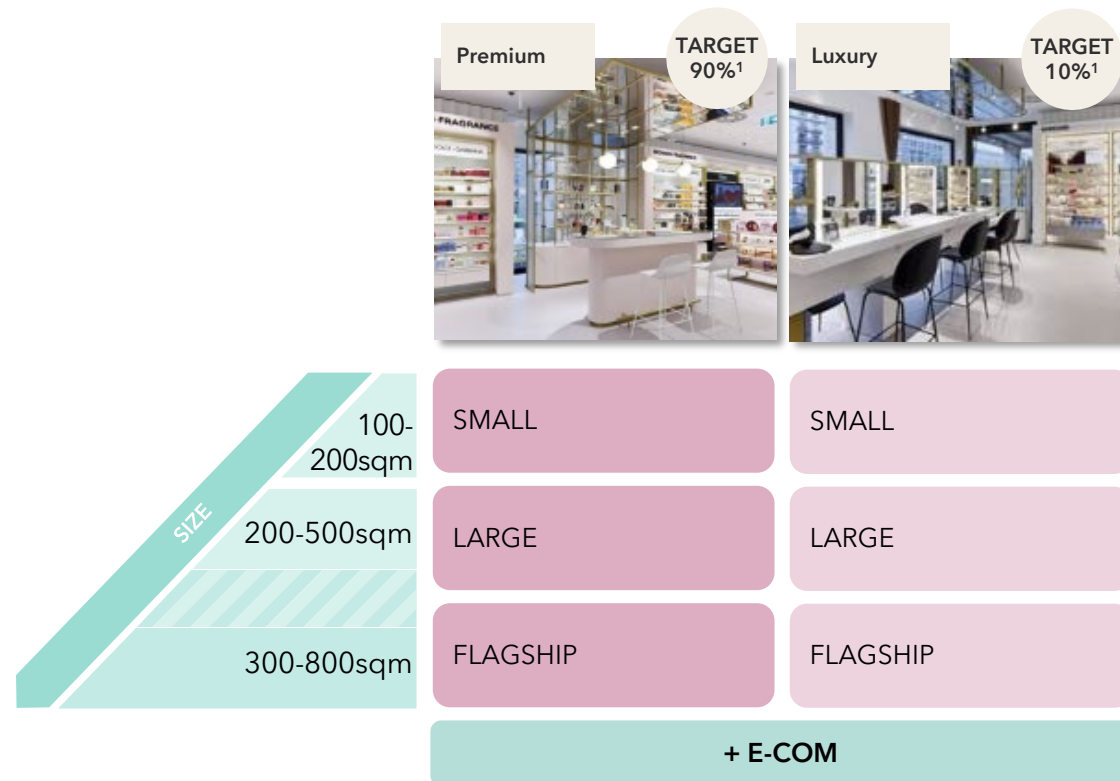 Premium
TARGET
90%¹
Luxury
TARGET
10%¹
-FRAGRANCE
SIZE
100-
200sqm
SMALL
SMALL
200-500sqm
LARGE
LARGE
300-800sqm
FLAGSHIP
FLAGSHIP
+ E-COM